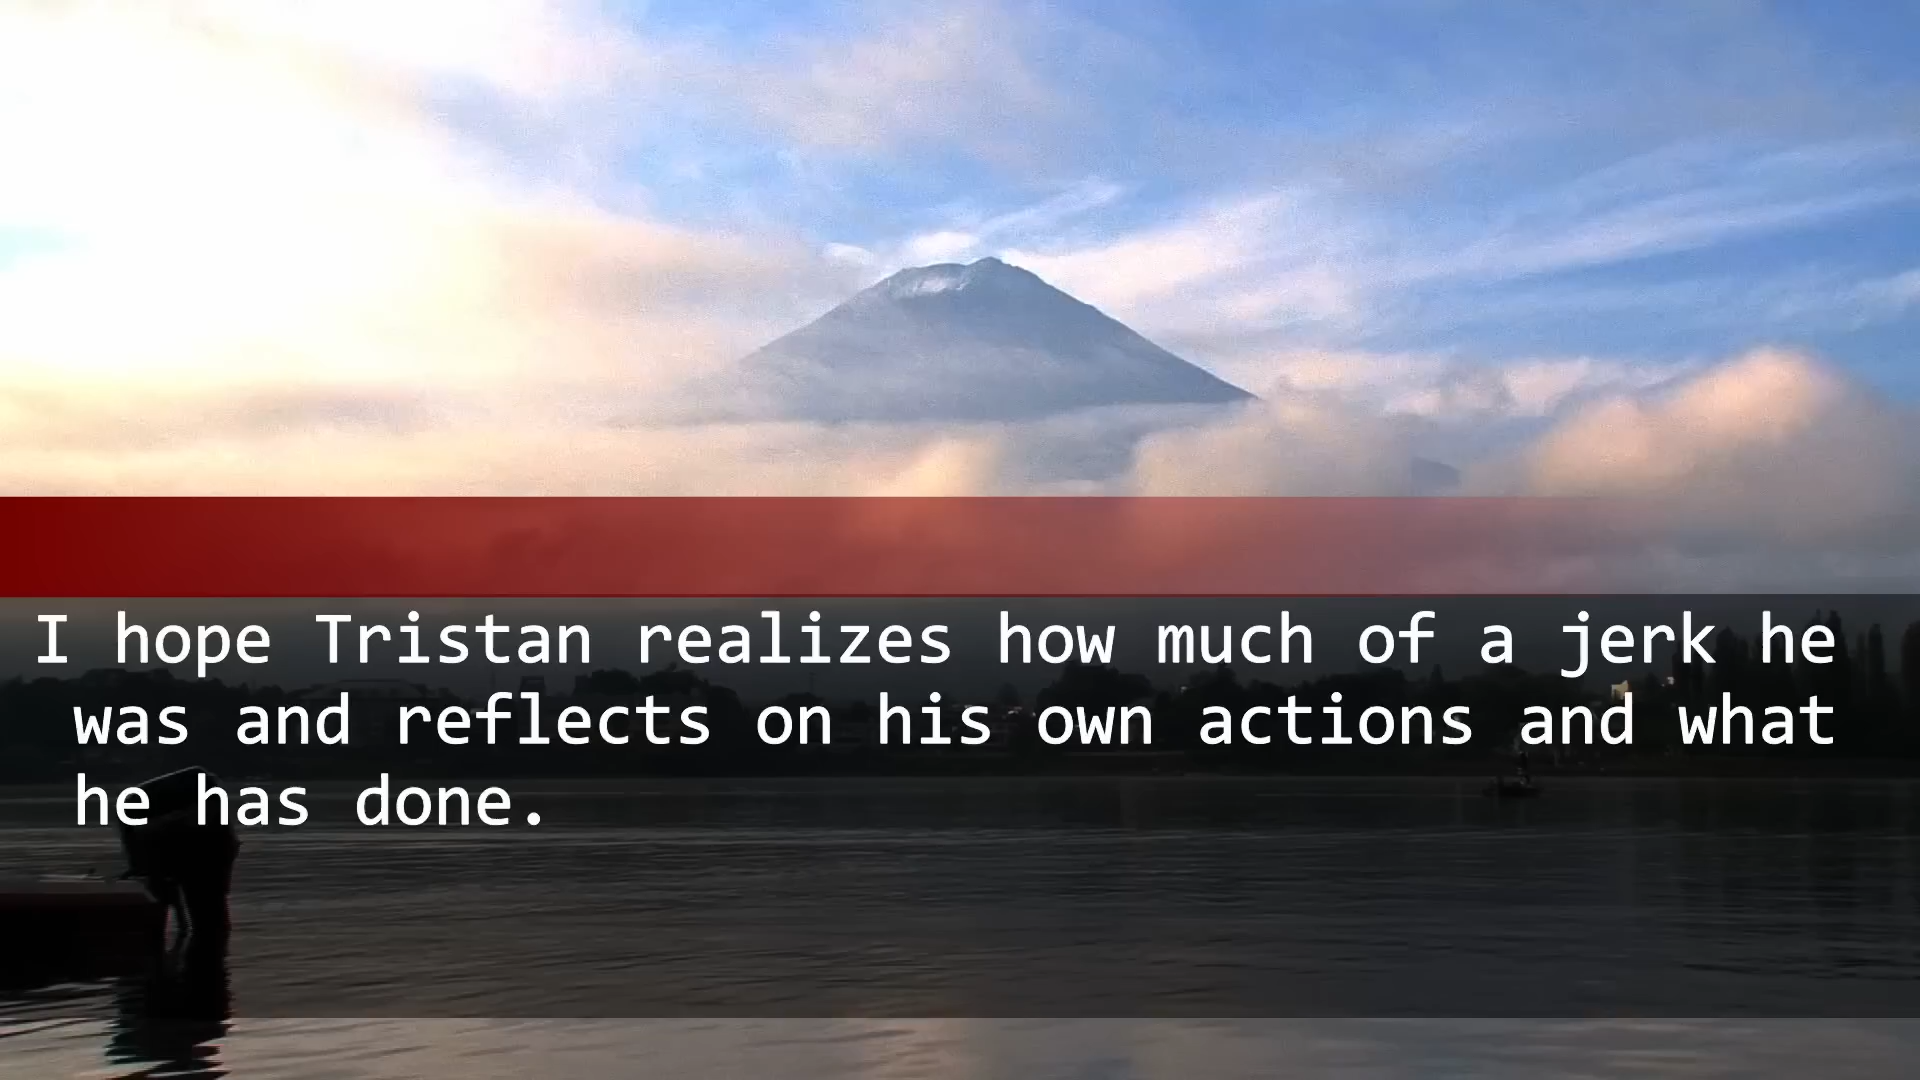 I hope Tristan realizes how much of a jerk he
was and reflects on his own actions and what
he has done.